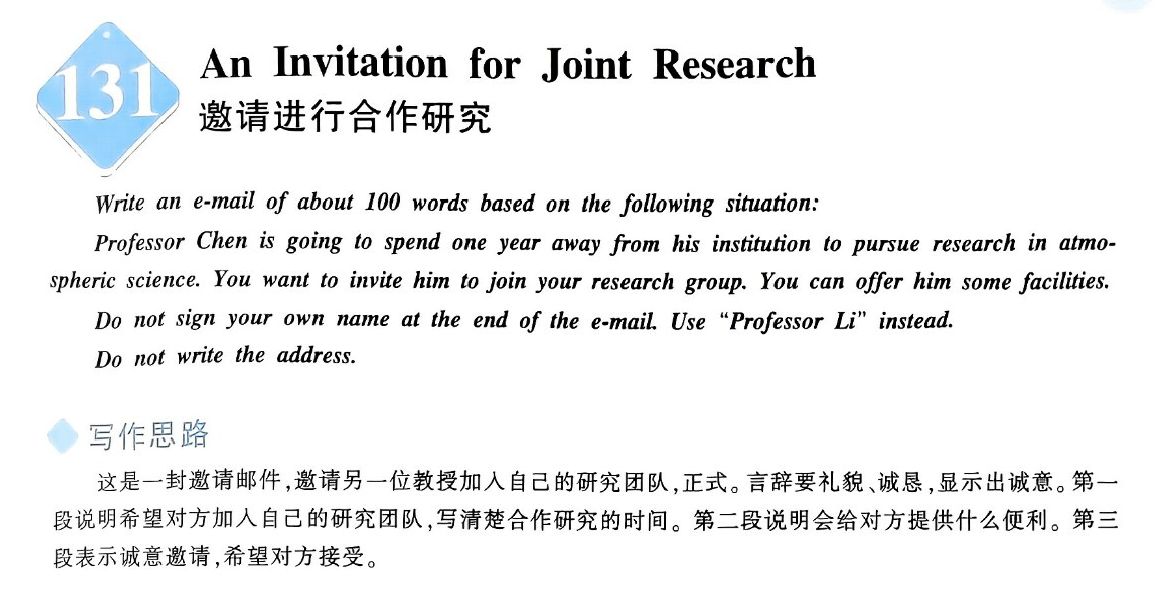 131
An Invitation for Joint Research
邀请进行合作研究
Write an e-mail of about 100 words based on the following situation:
Professor Chen is going to spend one year away from his institution to pursue research in atmo-
spheric science. You want to invite him to join your research group. You can offer him some facilities.
Do not sign your own name at the end of the e-mail. Use “Professor Li” instead.
Do not write the address.
写作思路
这是一封邀请邮件,邀请另一位教授加入自己的研究团队,正式。言辞要礼貌、诚恳,显示出诚意。第一
段说明希望对方加入自己的研究团队,写清楚合作研究的时间。第二段说明会给对方提供什么便利。第三
段表示诚意邀请,希望对方接受。